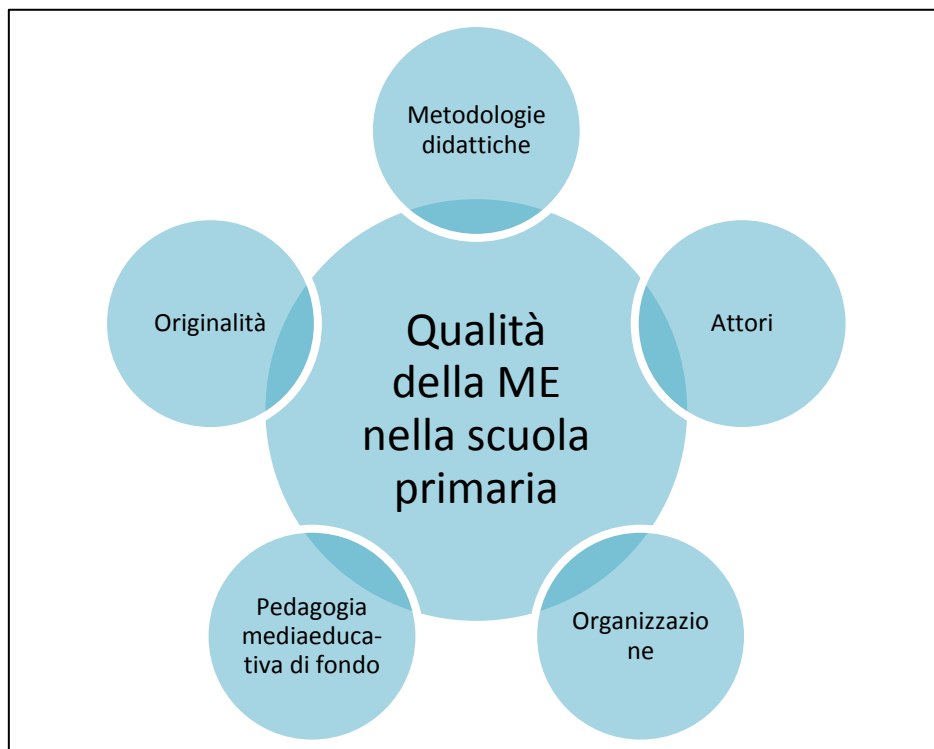 Metodologie
didattiche
Originalità
Attori
Qualità
della ME
nella scuola
primaria
Pedagogia
mediaeduca-
tiva di fondo
Organizzazio
ne